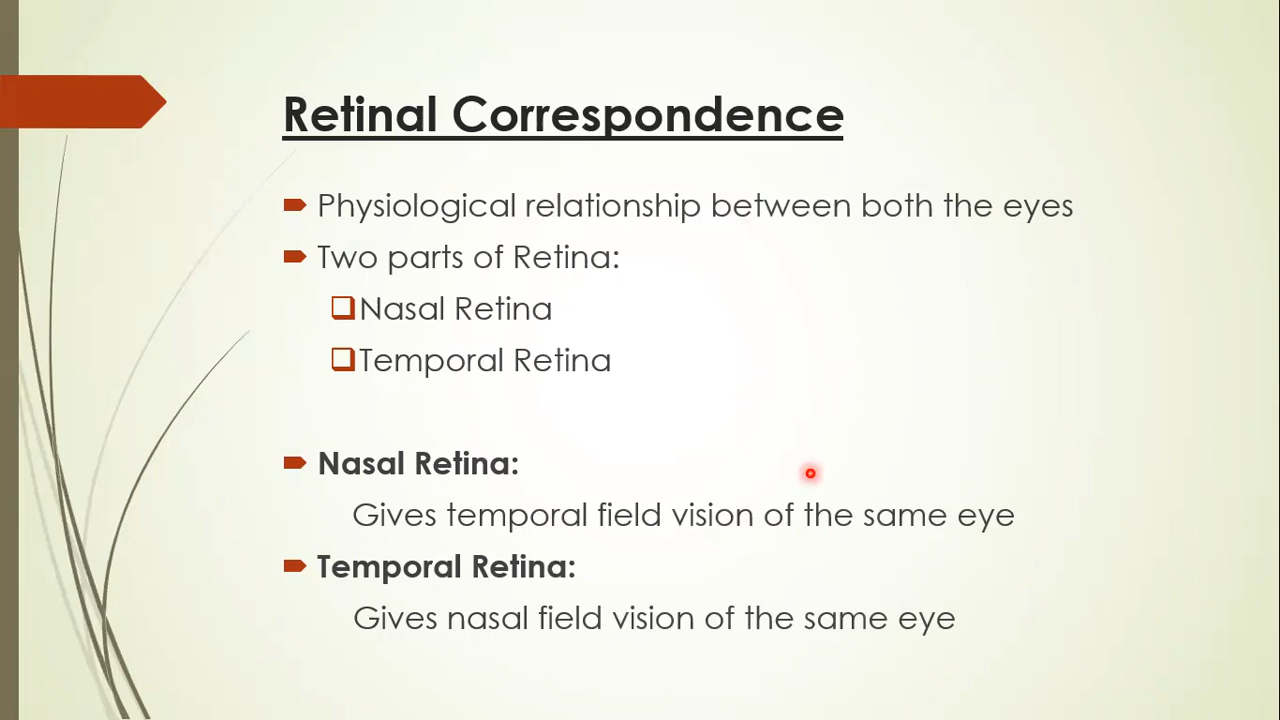 Retinal Correspondence
Physiological relationship between both the eyes
Two parts of Retina:
Nasal Retina
Temporal Retina
Nasal Retina:
Gives temporal field vision of the same eye
Temporal Retina:
Gives nasal field vision of the same eye